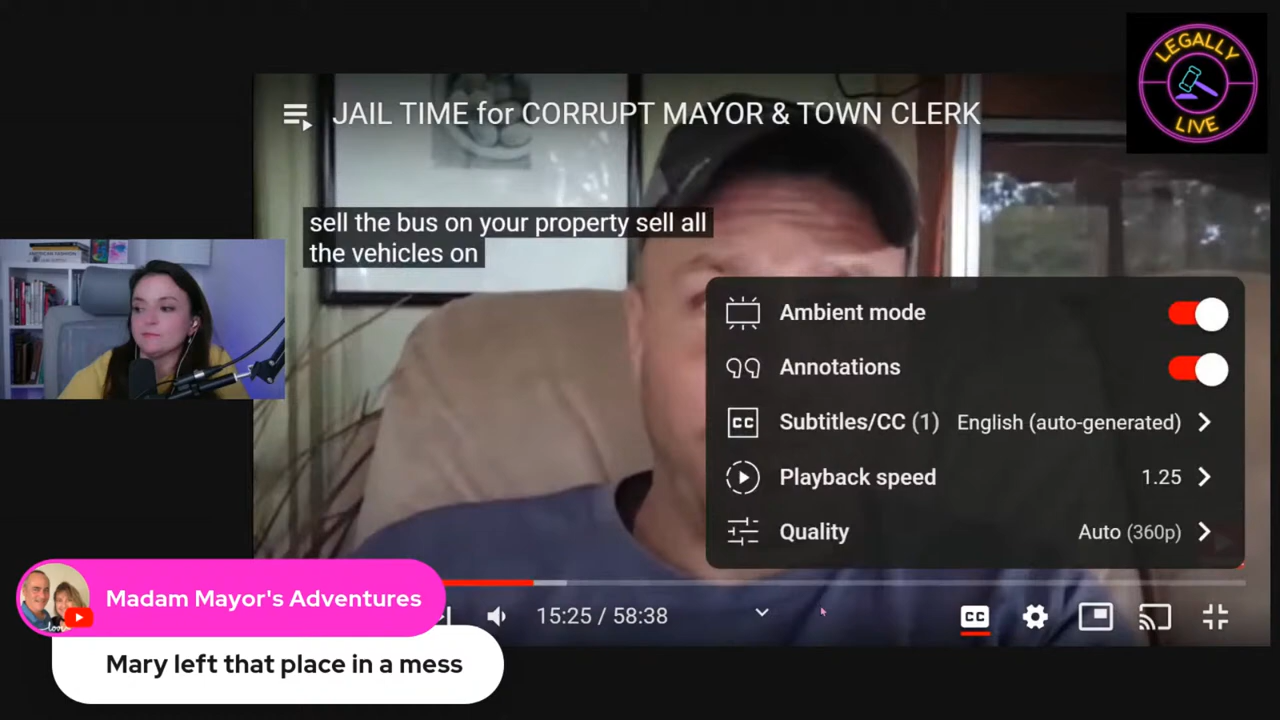 LEGALLY
LIVE
JAIL TIME for CORRUPT MAYOR & TOWN CLERK
sell the bus on your property sell all
the vehicles on
Ambient mode
Annotations
CC Subtitles/CC (1) English (auto-generated)
Playback speed 1.25
Quality Auto (360p)
Madam Mayor's Adventures
15:25 / 58:38
CC
Mary left that place in a mess